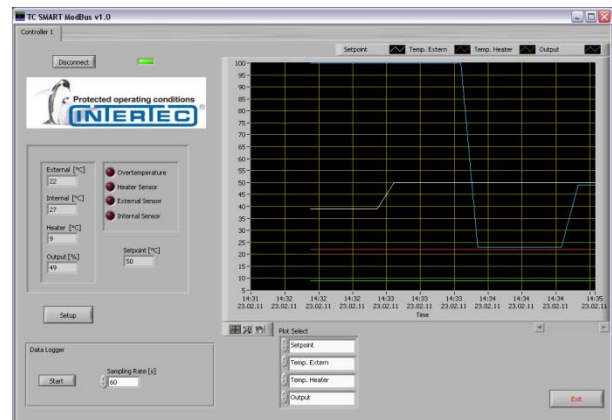 TC SMART ModBus v1.0
Controller 1
Disconnect
Protected operating conditions
INTERTEC
External [°C]
22
Internal [°C]
27
Heater [°C]
9
Output [%]
49
Overtemperature
Heater Sensor
External Sensor
Internal Sensor
Setpoint [°C]
50
Setup
Data Logger
Start
Sampling Rate [s]
60
Setpoint Temp. Extern Temp. Heater Output
100
95
90
85
80
75
70
65
60
55
50
45
40
35
30
25
20
15
10
5
14:31 14:32 14:32 14:32 14:33 14:33 14:33 14:34 14:34 14:34 14:35
23.02.11 23.02.11 23.02.11 23.02.11 23.02.11 23.02.11 23.02.11 23.02.11 23.02.11 23.02.11 23.02.11
Time
Plot Select
Setpoint
Temp. Extern
Temp. Heater
Output
Exit